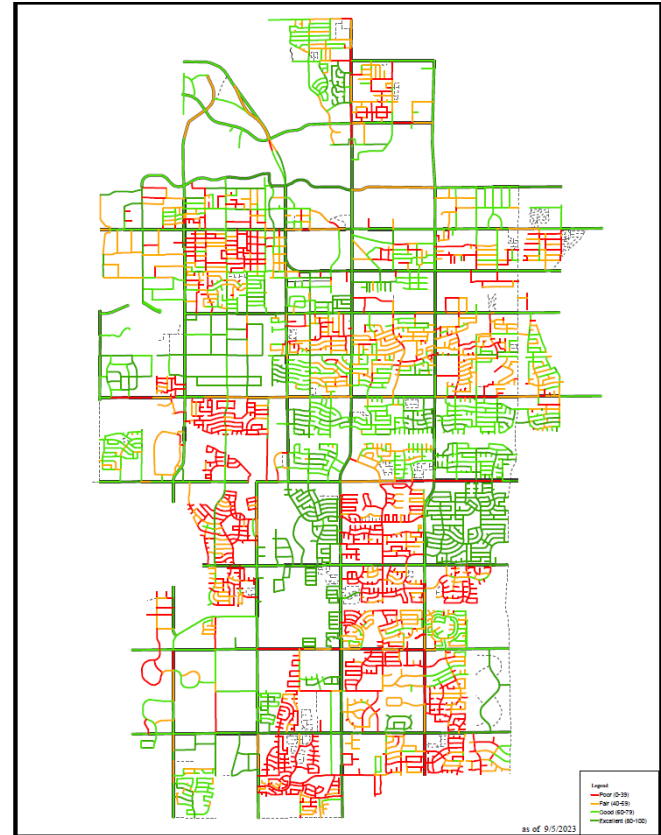 Legend
Poor (0-39)
Fair (40-59)
Good (60-79)
Excellent (80-100)
as of 9/5/2023